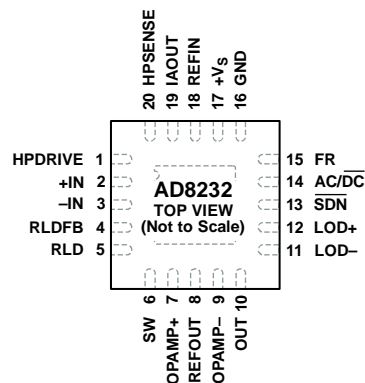 20 HPSENSE
19 IAOUT
18 REFIN
17 +VS
16 GND
HPDRIVE 1
+IN 2
–IN 3
RLDFB 4
RLD 5
AD8232
TOP VIEW
(Not to Scale)
15 FR
14 AC/DC
13 SDN
12 LOD+
11 LOD–
SW 6
OPAMP+ 7
REFOUT 8
OPAMP– 9
OUT 10